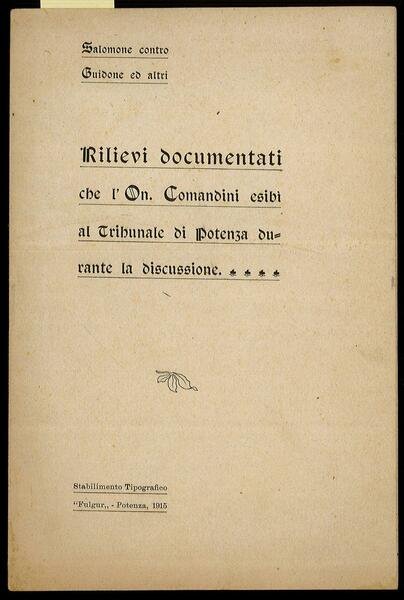 Salomone contro
Guidone ed altri
Rilievi documentati
che l' On. Comandini esibì
al Tribunale di Potenza du=
rante la discussione.
Stabilimento Tipografico
“Fulgur„ - Potenza, 1915